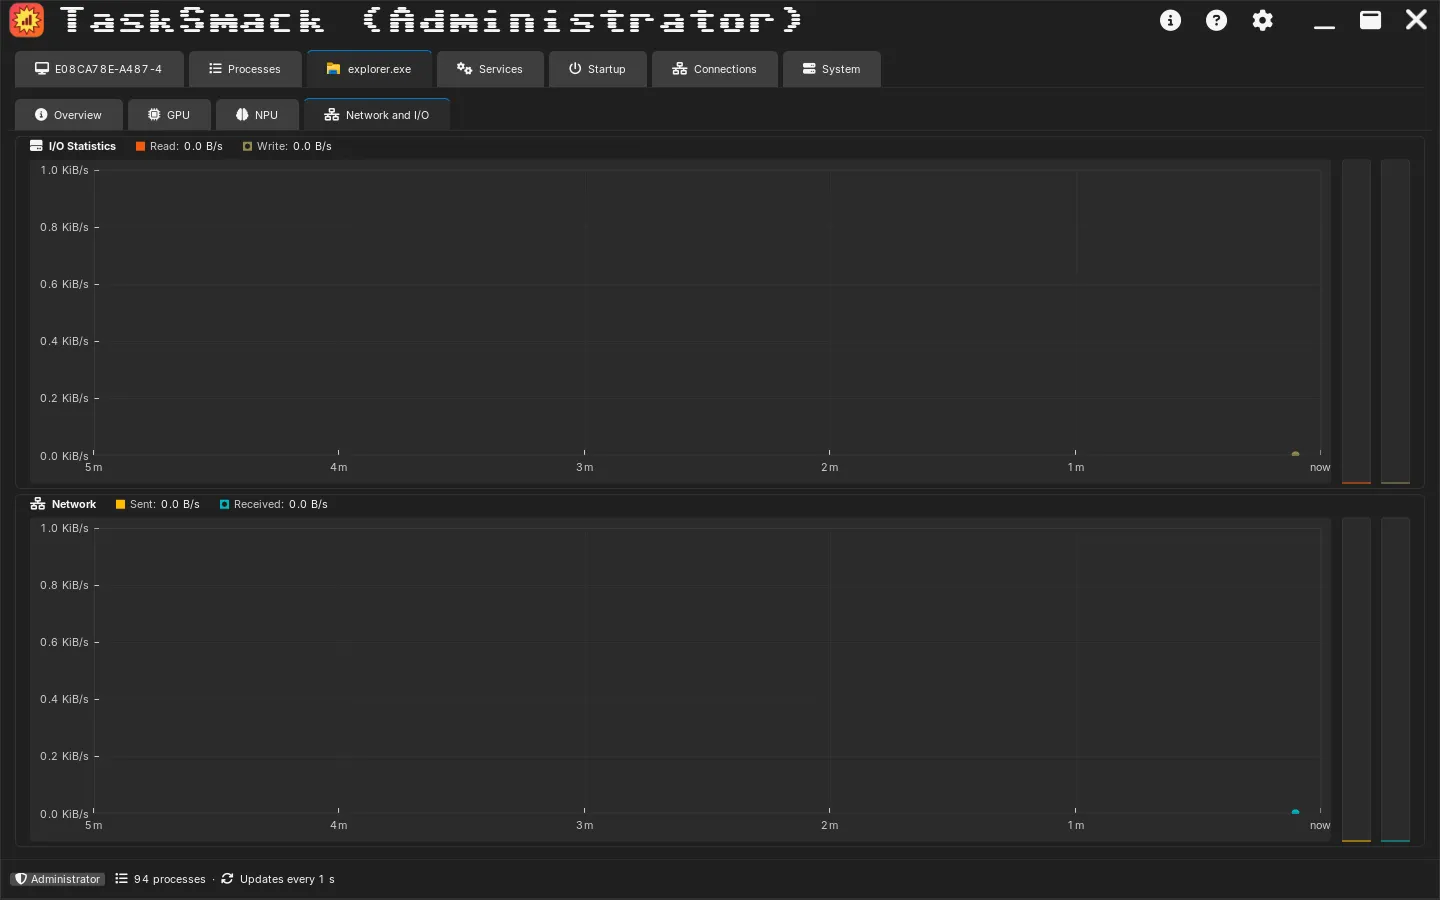 TaskSmack (Administrator)
E08CA78E-A487-4 Processes explorer.exe Services Startup Connections System
Overview GPU NPU Network and I/O
I/O Statistics Read: 0.0 B/s Write: 0.0 B/s
1.0 KiB/s
0.8 KiB/s
0.6 KiB/s
0.4 KiB/s
0.2 KiB/s
0.0 KiB/s
5m 4m 3m 2m 1m now
Network Sent: 0.0 B/s Received: 0.0 B/s
1.0 KiB/s
0.8 KiB/s
0.6 KiB/s
0.4 KiB/s
0.2 KiB/s
0.0 KiB/s
5m 4m 3m 2m 1m now
Administrator 94 processes · Updates every 1 s